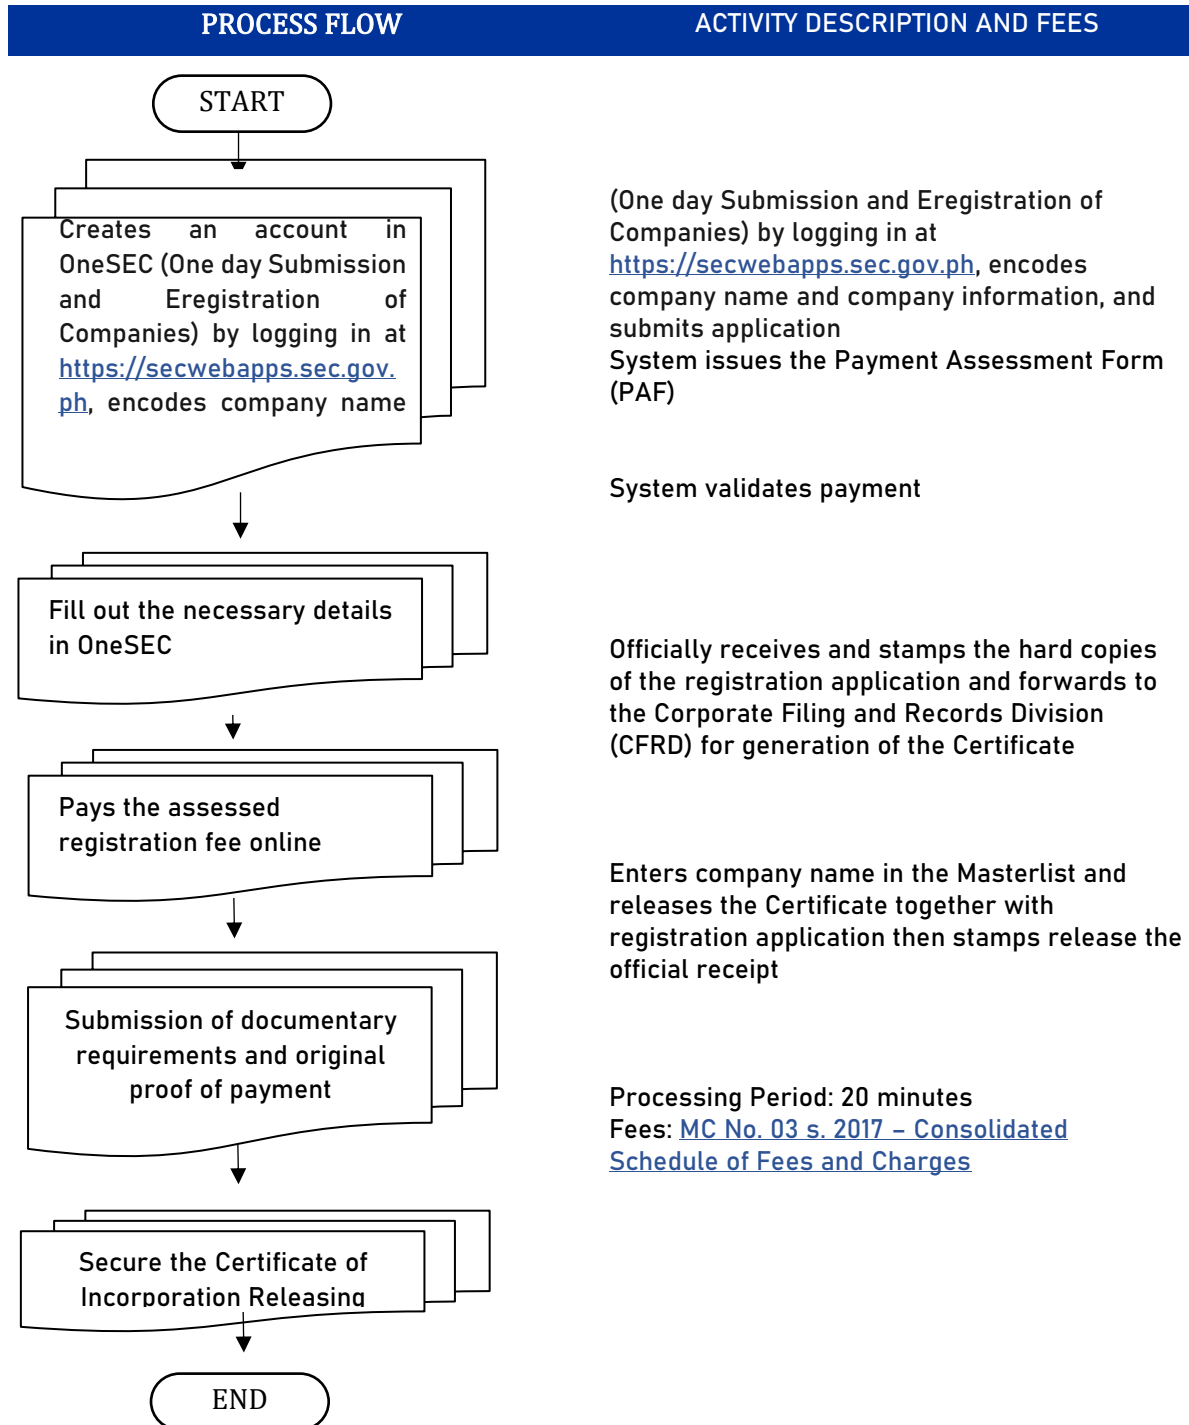 PROCESS FLOW
ACTIVITY DESCRIPTION AND FEES
START
Creates an account in
OneSEC (One day Submission
and Eregistration of
Companies) by logging in at
https://secwebapps.sec.gov.
ph, encodes company name
Fill out the necessary details
in OneSEC
Pays the assessed
registration fee online
Submission of documentary
requirements and original
proof of payment
Secure the Certificate of
Incorporation Releasing
END
(One day Submission and Eregistration of
Companies) by logging in at
https://secwebapps.sec.gov.ph, encodes
company name and company information, and
submits application
System issues the Payment Assessment Form
(PAF)
System validates payment
Officially receives and stamps the hard copies
of the registration application and forwards to
the Corporate Filing and Records Division
(CFRD) for generation of the Certificate
Enters company name in the Masterlist and
releases the Certificate together with
registration application then stamps release the
official receipt
Processing Period: 20 minutes
Fees: MC No. 03 s. 2017 – Consolidated
Schedule of Fees and Charges